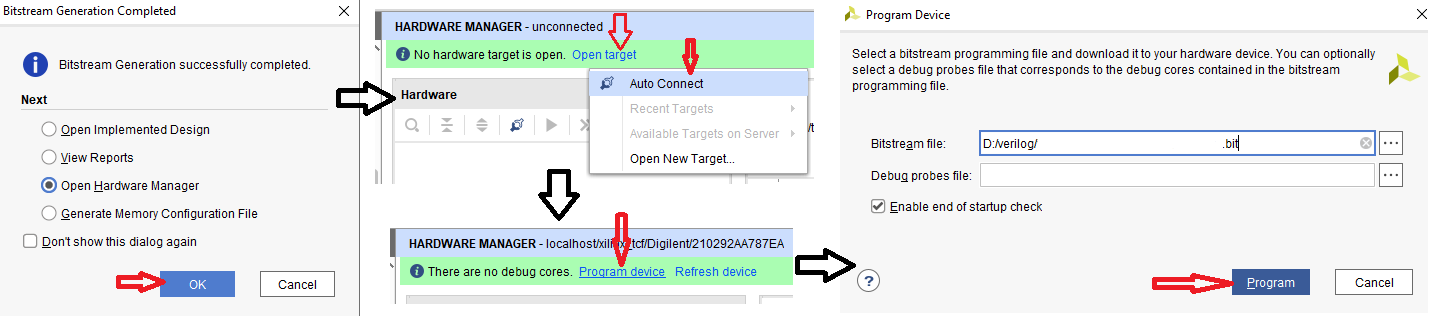 Bitstream Generation Completed
Bitstream Generation successfully completed.
Next
Open Implemented Design
View Reports
Open Hardware Manager
Generate Memory Configuration File
Don't show this dialog again
OK
Cancel
HARDWARE MANAGER - unconnected
No hardware target is open. Open target
Auto Connect
Recent Targets
Available Targets on Server
Open New Target...
Hardware
HARDWARE MANAGER - localhost/xilinx_tcf/Digilent/210292AA787EA
There are no debug cores. Program device Refresh device
Program Device
Select a bitstream programming file and download it to your hardware device. You can optionally
select a debug probes file that corresponds to the debug cores contained in the bitstream
programming file.
Bitstream file: D:/verilog/ .bit
Debug probes file:
Enable end of startup check
?
Program
Cancel